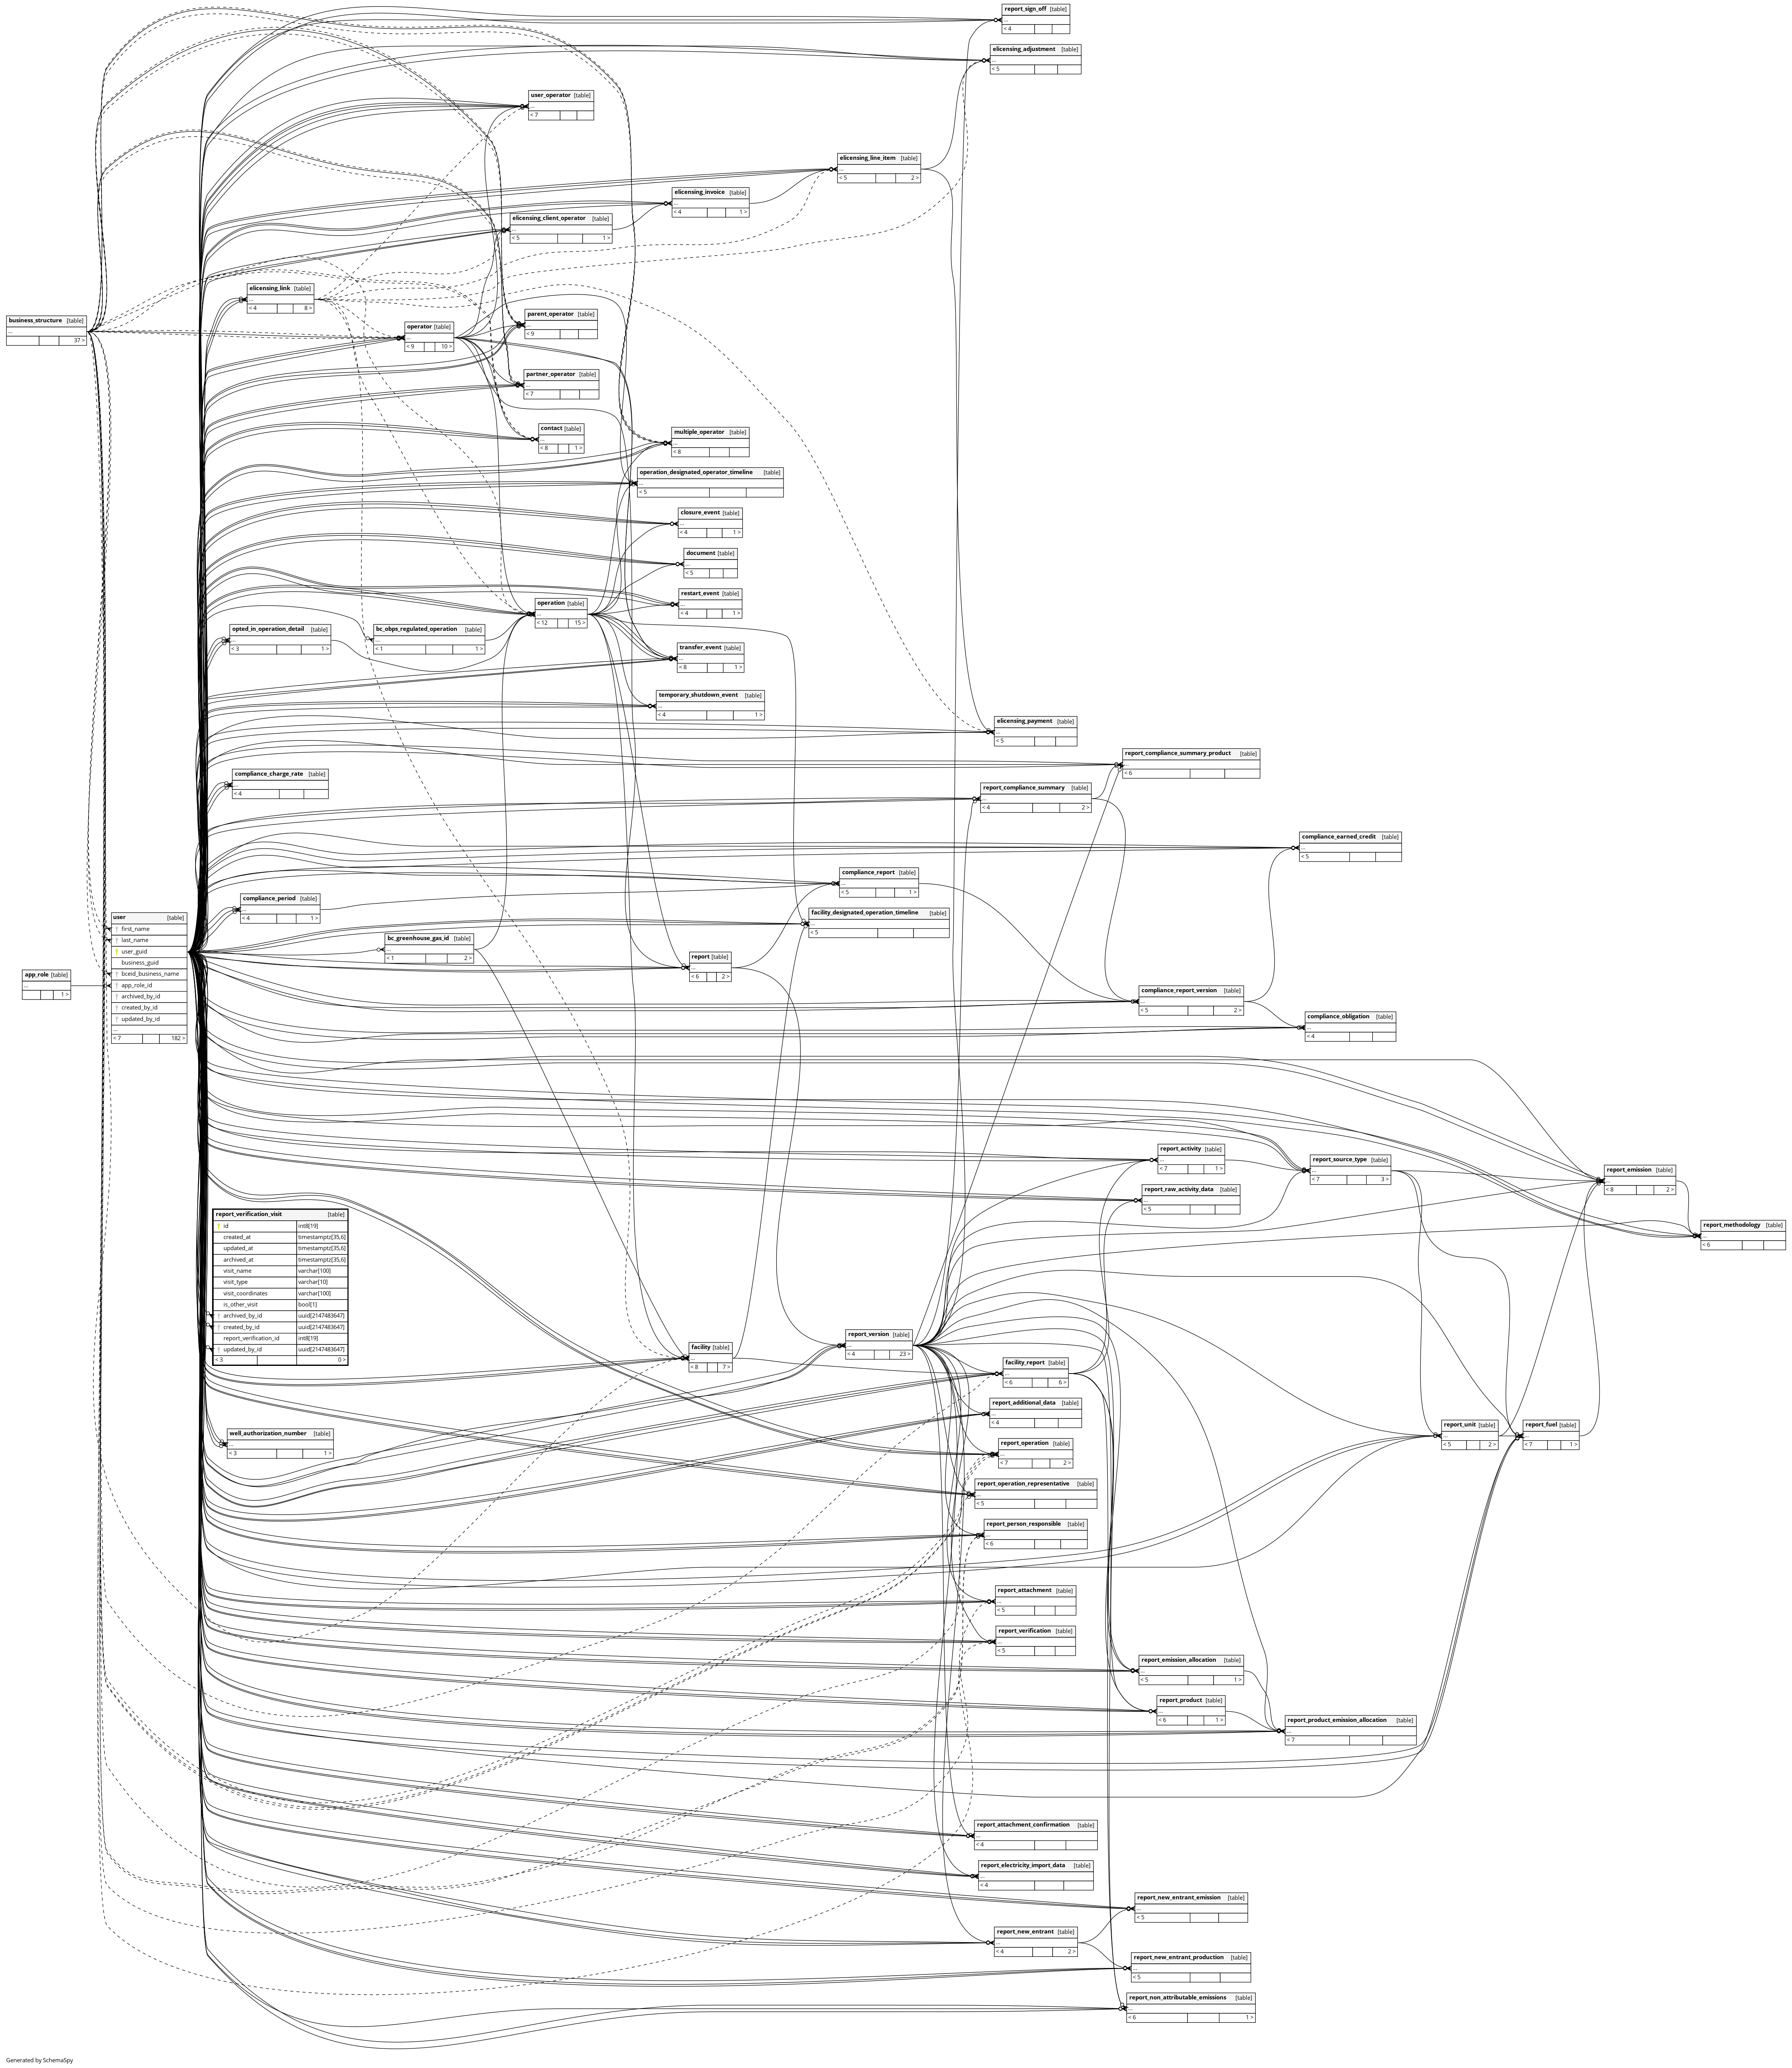 report_sign_off [table]
...
< 4
elicensing_adjustment [table]
...
< 5
user_operator [table]
...
< 7
elicensing_line_item [table]
...
< 5 2 >
elicensing_invoice [table]
...
< 4 1 >
elicensing_client_operator [table]
...
< 5 1 >
elicensing_link [table]
...
< 4 8 >
business_structure [table]
...
37 >
operator [table]
...
< 9 10 >
parent_operator [table]
...
< 9
partner_operator [table]
...
< 7
contact [table]
...
< 8 1 >
multiple_operator [table]
...
< 8
operation_designated_operator_timeline [table]
...
< 5
closure_event [table]
...
< 4 1 >
document [table]
...
< 5
restart_event [table]
...
< 4 1 >
operation [table]
...
< 12 15 >
opted_in_operation_detail [table]
...
< 3 1 >
bc_obps_regulated_operation [table]
...
< 1 1 >
transfer_event [table]
...
< 8 1 >
temporary_shutdown_event [table]
...
< 4 1 >
elicensing_payment [table]
...
< 5
report_compliance_summary_product [table]
...
< 6
compliance_charge_rate [table]
...
< 4
report_compliance_summary [table]
...
< 4 2 >
compliance_earned_credit [table]
...
< 5
compliance_report [table]
...
< 5 1 >
compliance_period [table]
...
< 4 1 >
facility_designated_operation_timeline [table]
...
< 5
user [table]
first_name
last_name
user_guid
business_guid
bceid_business_name
app_role_id
archived_by_id
created_by_id
updated_by_id
...
< 7 182 >
app_role [table]
...
1 >
bc_greenhouse_gas_id [table]
...
< 1 2 >
report [table]
...
< 6 2 >
compliance_report_version [table]
...
< 5 2 >
compliance_obligation [table]
...
< 4
report_activity [table]
...
< 7 1 >
report_source_type [table]
...
< 7 3 >
report_emission [table]
...
< 8 2 >
report_raw_activity_data [table]
...
< 5
report_methodology [table]
...
< 6
report_verification_visit [table]
id int8[19]
created_at timestamptz[35,6]
updated_at timestamptz[35,6]
archived_at timestamptz[35,6]
visit_name varchar[100]
visit_type varchar[10]
visit_coordinates varchar[100]
is_other_visit bool[1]
archived_by_id uuid[2147483647]
created_by_id uuid[2147483647]
report_verification_id int8[19]
updated_by_id uuid[2147483647]
< 3 0 >
report_version [table]
...
< 4 23 >
facility [table]
...
< 8 7 >
facility_report [table]
...
< 6 6 >
report_additional_data [table]
...
< 4
report_unit [table]
...
< 5 2 >
report_fuel [table]
...
< 7 1 >
well_authorization_number [table]
...
< 3 1 >
report_operation [table]
...
< 7 2 >
report_operation_representative [table]
...
< 5
report_person_responsible [table]
...
< 6
report_attachment [table]
...
< 5
report_verification [table]
...
< 5
report_emission_allocation [table]
...
< 5 1 >
report_product [table]
...
< 6 1 >
report_product_emission_allocation [table]
...
< 7
report_attachment_confirmation [table]
...
< 4
report_electricity_import_data [table]
...
< 4
report_new_entrant_emission [table]
...
< 5
report_new_entrant [table]
...
< 4 2 >
report_new_entrant_production [table]
...
< 5
report_non_attributable_emissions [table]
...
< 6 1 >
Generated by SchemaSpy